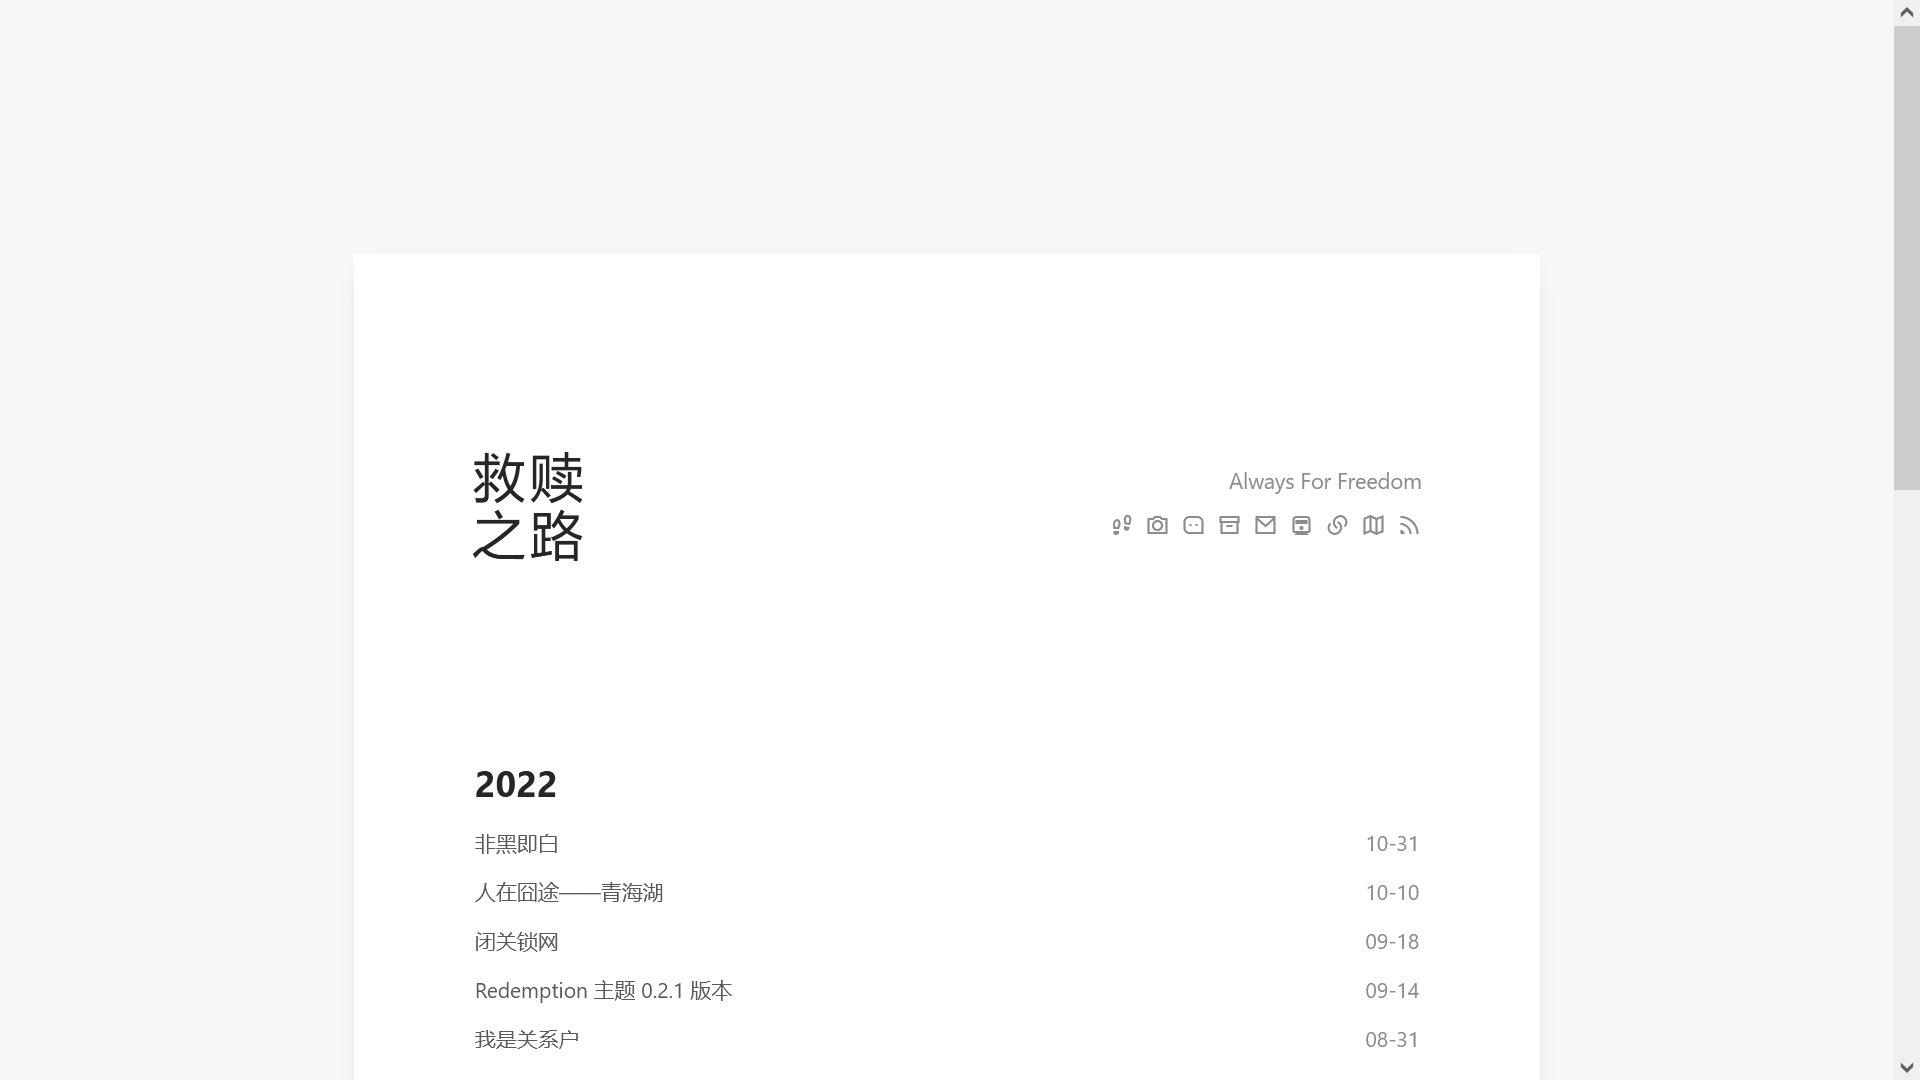 救赎
之路
Always For Freedom
2022
非黑即白 10-31
人在囧途——青海湖 10-10
闭关锁网 09-18
Redemption 主题 0.2.1 版本 09-14
我是关系户 08-31